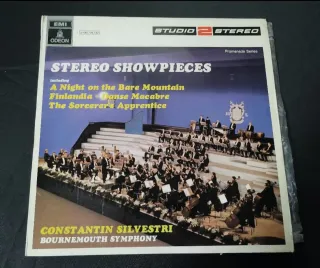 EMI
ODEON
STUDIO 2 STEREO
Promenade Series
STEREO SHOWPIECES
including
A Night on the Bare Mountain
Finlandia - Danse Macabre
The Sorcerer's Apprentice
CONSTANTIN SILVESTRI
BOURNEMOUTH SYMPHONY